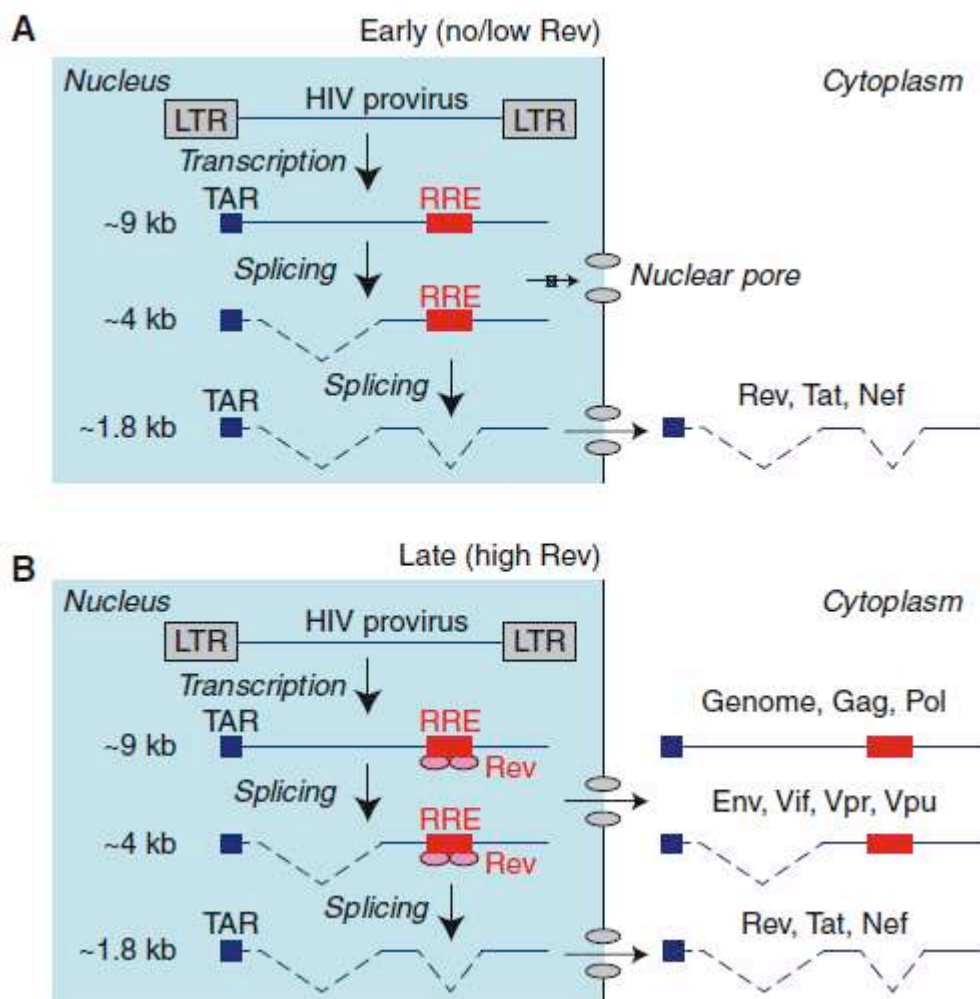 A
Early (no/low Rev)
Nucleus
Cytoplasm
HIV provirus
LTR
LTR
Transcription
TAR
RRE
~9 kb
Splicing
Nuclear pore
RRE
~4 kb
Splicing
TAR
Rev, Tat, Nef
~1.8 kb
B
Late (high Rev)
Nucleus
Cytoplasm
HIV provirus
LTR
LTR
Transcription
Genome, Gag, Pol
TAR
RRE
~9 kb
Rev
Splicing
Env, Vif, Vpr, Vpu
RRE
~4 kb
Rev
Splicing
TAR
Rev, Tat, Nef
~1.8 kb